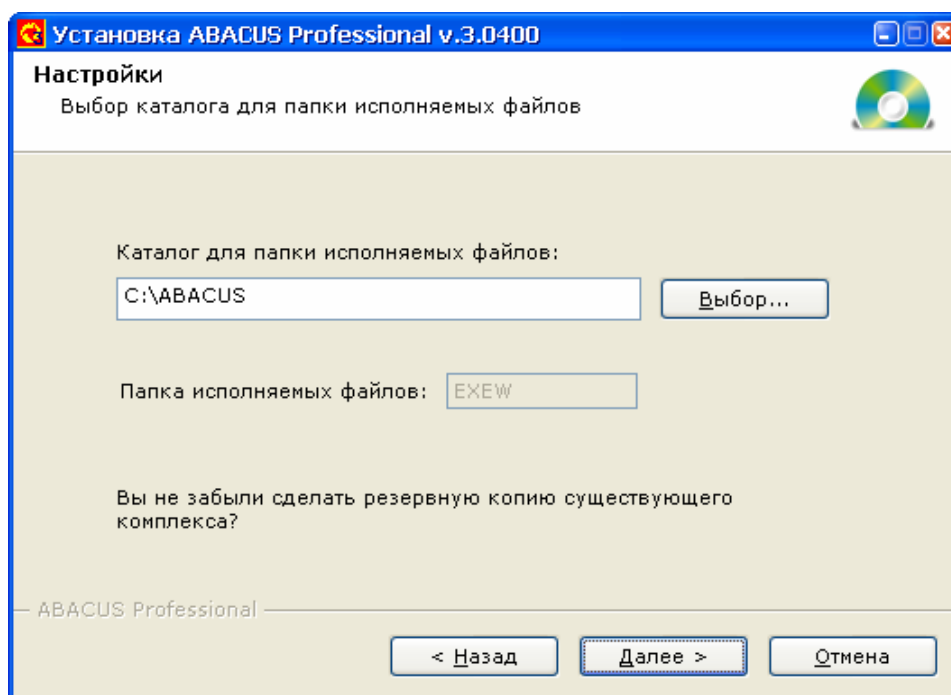 Установка ABACUS Professional v.3.0400
Настройки
Выбор каталога для папки исполняемых файлов
Каталог для папки исполняемых файлов:
C:\ABACUS
Выбор...
Папка исполняемых файлов: EXEW
Вы не забыли сделать резервную копию существующего
комплекса?
ABACUS Professional
< Назад Далее > Отмена